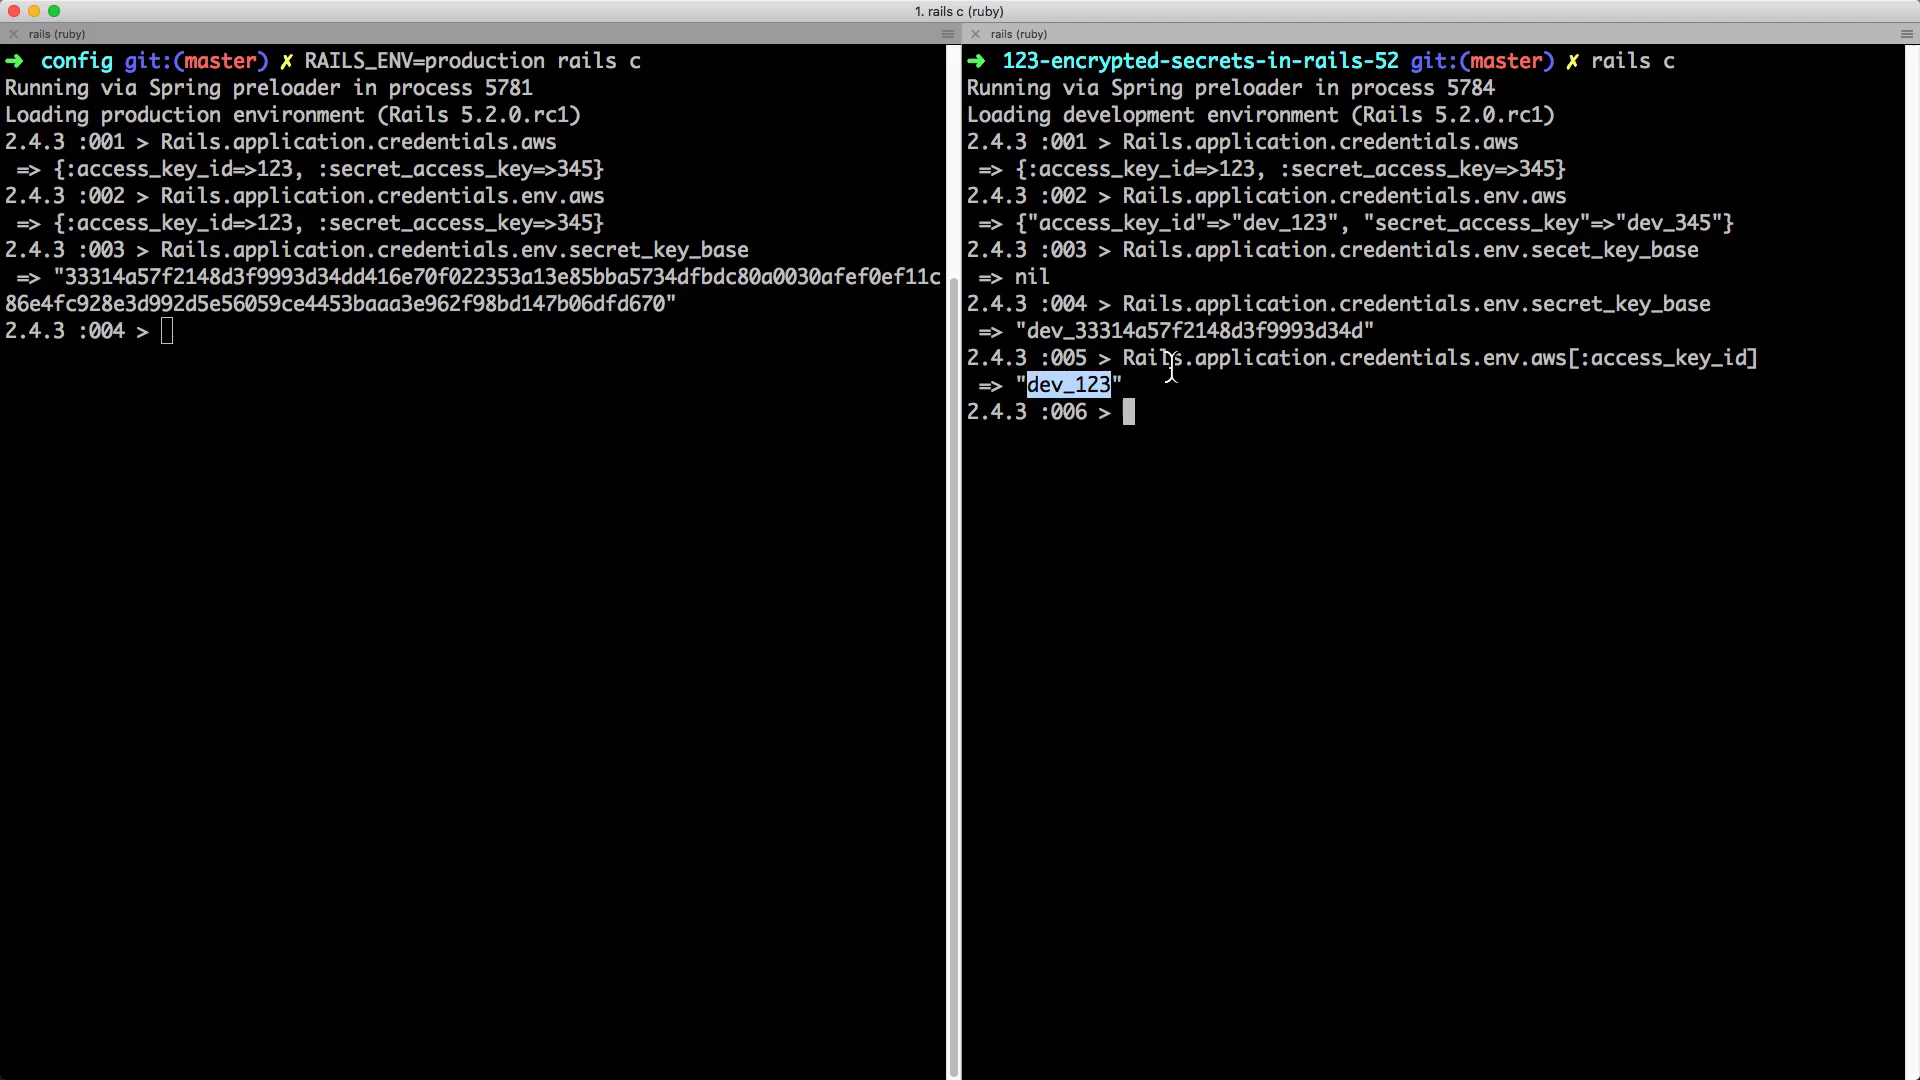 1. rails c (ruby)
rails (ruby)
➜ config git:(master) ✗ RAILS_ENV=production rails c
Running via Spring preloader in process 5781
Loading production environment (Rails 5.2.0.rc1)
2.4.3 :001 > Rails.application.credentials.aws
=> {:access_key_id=>123, :secret_access_key=>345}
2.4.3 :002 > Rails.application.credentials.env.aws
=> {:access_key_id=>123, :secret_access_key=>345}
2.4.3 :003 > Rails.application.credentials.env.secret_key_base
=> "33314a57f2148d3f9993d34dd416e70f022353a13e85bba5734dfbdc80a0030afef0ef11c
86e4fc928e3d992d5e56059ce4453baaa3e962f98bd147b06dfd670"
2.4.3 :004 >
rails (ruby)
➜ 123-encrypted-secrets-in-rails-52 git:(master) ✗ rails c
Running via Spring preloader in process 5784
Loading development environment (Rails 5.2.0.rc1)
2.4.3 :001 > Rails.application.credentials.aws
=> {:access_key_id=>123, :secret_access_key=>345}
2.4.3 :002 > Rails.application.credentials.env.aws
=> {"access_key_id"=>"dev_123", "secret_access_key"=>"dev_345"}
2.4.3 :003 > Rails.application.credentials.env.secet_key_base
=> nil
2.4.3 :004 > Rails.application.credentials.env.secret_key_base
=> "dev_33314a57f2148d3f9993d34d"
2.4.3 :005 > Rails.application.credentials.env.aws[:access_key_id]
=> "dev_123"
2.4.3 :006 >